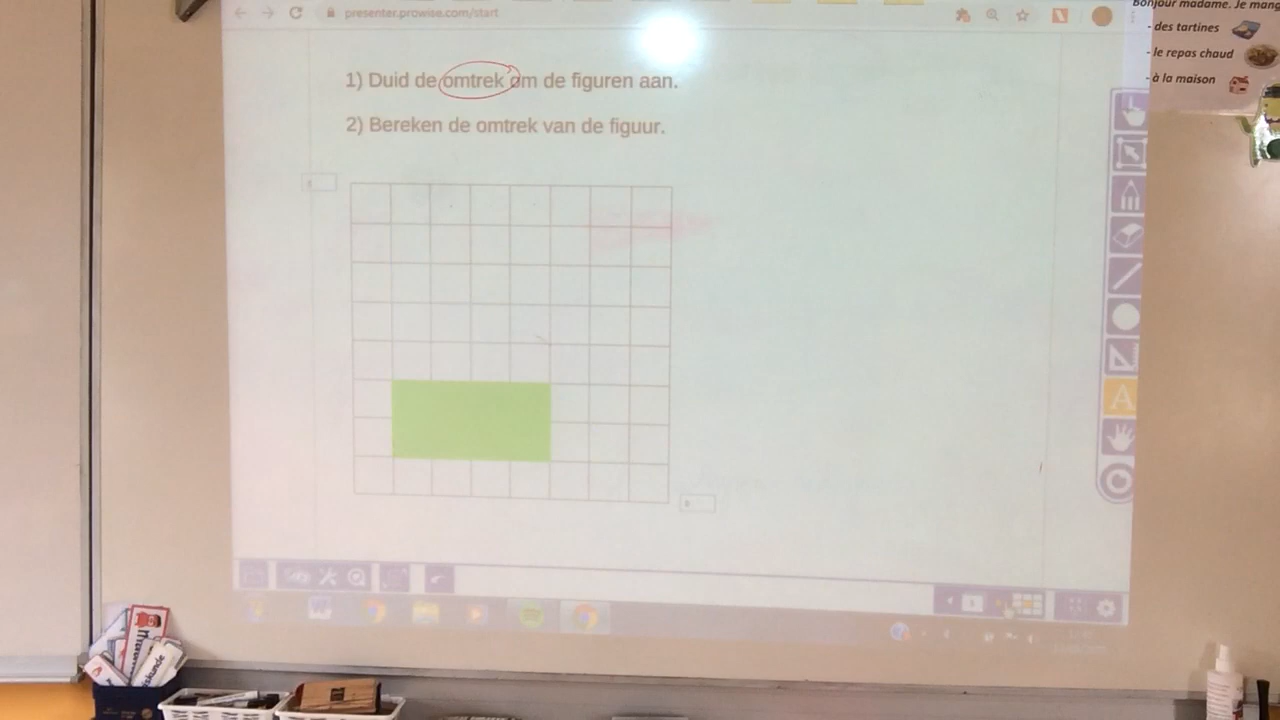 presenter.prowise.com/start
1) Duid de omtrek om de figuren aan.
2) Bereken de omtrek van de figuur.
A
Bonjour madame. Je mang
- des tartines
- le repas chaud
- à la maison